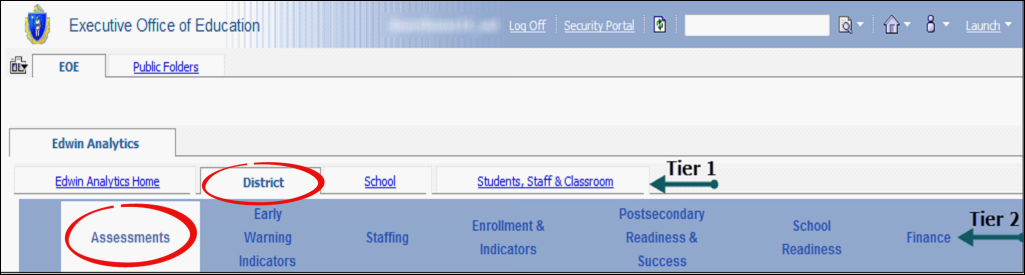 Executive Office of Education Log Off Security Portal Launch
EOE Public Folders
Edwin Analytics
Edwin Analytics Home District School Students, Staff & Classroom Tier 1
Assessments Early Warning Indicators Staffing Enrollment & Indicators Postsecondary Readiness & Success School Readiness Finance Tier 2